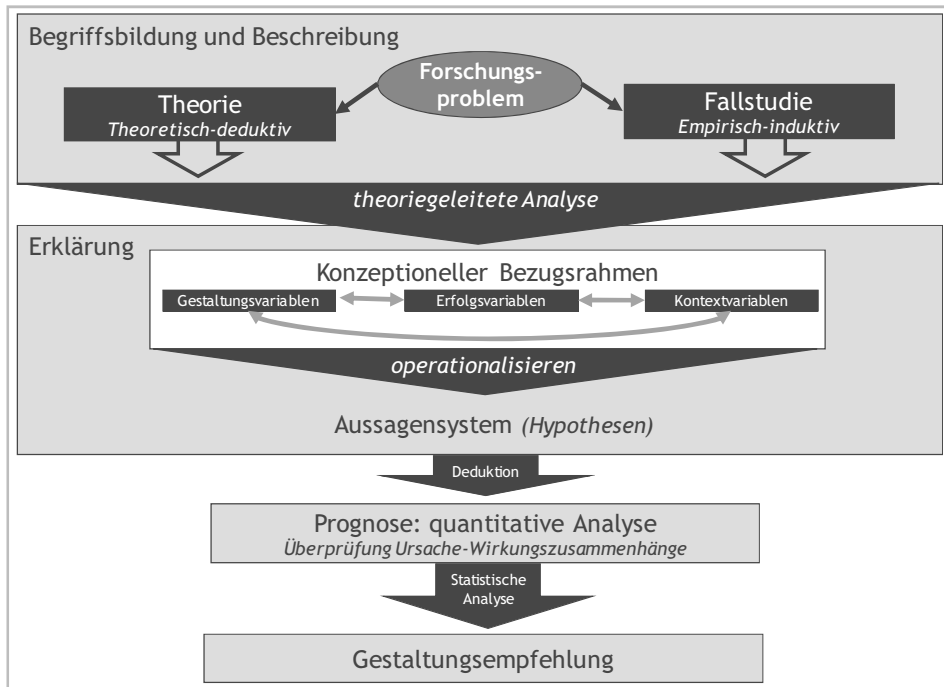 Begriffsbildung und Beschreibung
Forschungs-
problem
Theorie
Theoretisch-deduktiv
Fallstudie
Empirisch-induktiv
theoriegeleitete Analyse
Erklärung
Konzeptioneller Bezugsrahmen
Gestaltungsvariablen
Erfolgsvariablen
Kontextvariablen
operationalisieren
Aussagensystem (Hypothesen)
Deduktion
Prognose: quantitative Analyse
Überprüfung Ursache-Wirkungszusammenhänge
Statistische
Analyse
Gestaltungsempfehlung